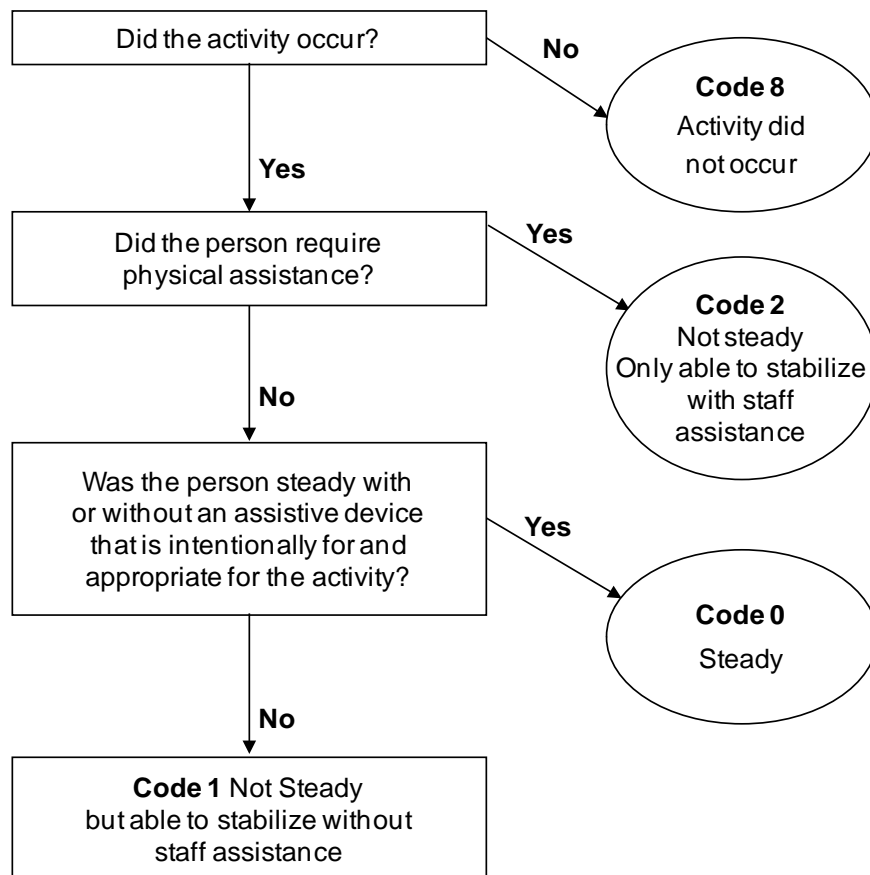 Did the activity occur?
No
Code 8
Activity did
not occur
Yes
Did the person require
physical assistance?
Yes
Code 2
Not steady
Only able to stabilize
with staff
assistance
No
Was the person steady with
or without an assistive device
that is intentionally for and
appropriate for the activity?
Yes
Code 0
Steady
No
Code 1 Not Steady
but able to stabilize without
staff assistance